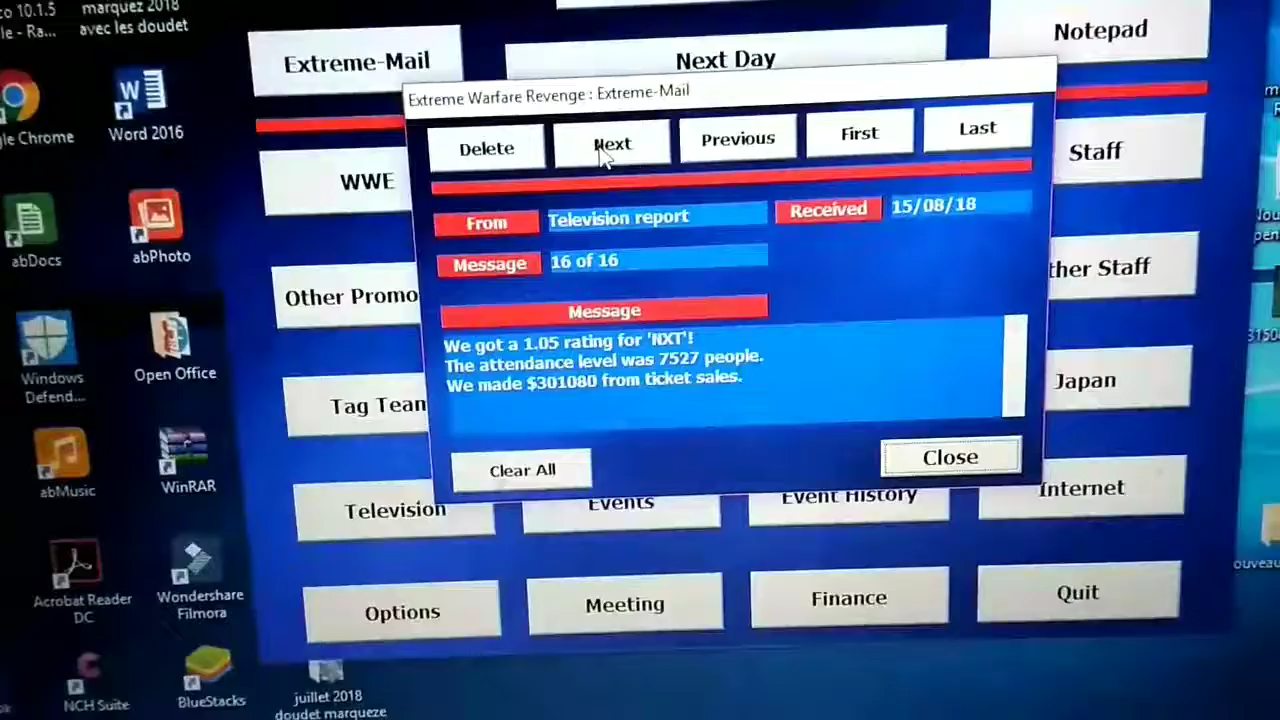 co 10.1.5
le - Ra...
marquez 2018
avec les doudet
Extreme-Mail
Next Day
Notepad
Extreme Warfare Revenge : Extreme-Mail
Delete
Next
Previous
First
Last
gle Chrome
Word 2016
WWE
Staff
From
Television report
Received
15/08/18
Message
16 of 16
abDocs
abPhoto
Other Promo
ther Staff
Message
We got a 1.05 rating for 'NXT'!
The attendance level was 7527 people.
We made $301080 from ticket sales.
Windows
Defend...
Open Office
Tag Team
Japan
Clear All
Close
abMusic
WinRAR
Television
Events
Event History
Internet
Acrobat Reader
DC
Wondershare
Filmora
Options
Meeting
Finance
Quit
NCH Suite
BlueStacks
juillet 2018
doudet marqueze